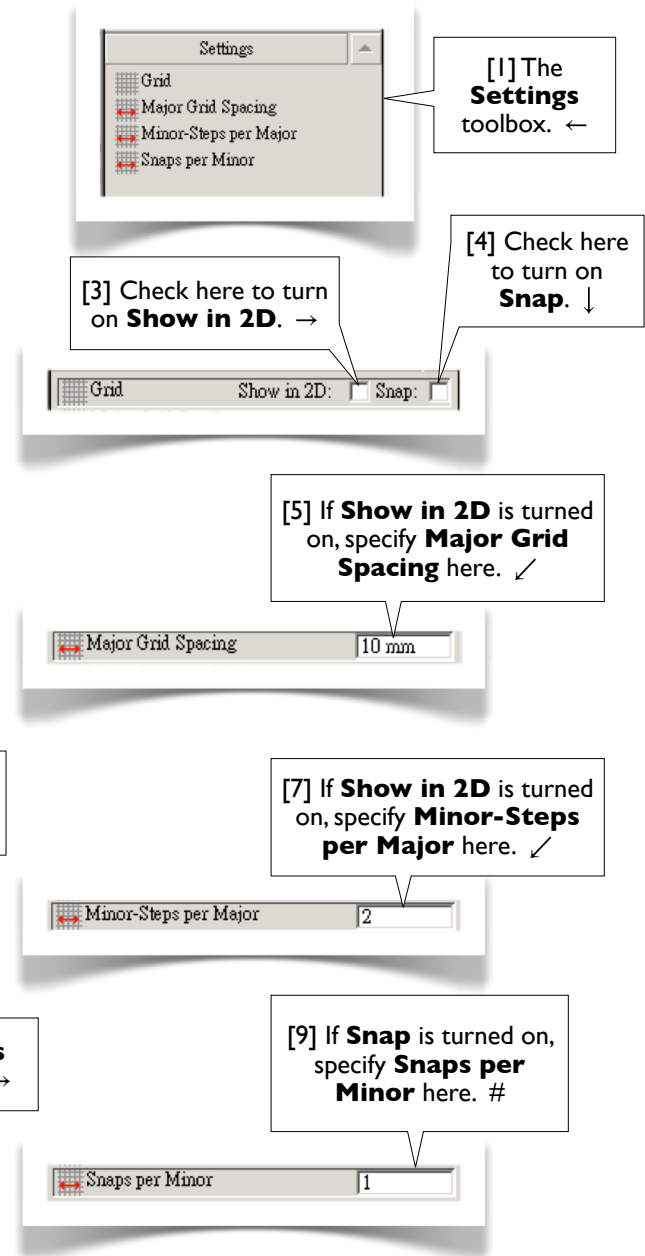 Settings
Grid
Major Grid Spacing
Minor-Steps per Major
Snaps per Minor
[1] The
Settings
toolbox. ←
[4] Check here
to turn on
Snap. ↓
[3] Check here to turn
on Show in 2D. →
Grid Show in 2D: Snap:
[5] If Show in 2D is turned
on, specify Major Grid
Spacing here. ↙
Major Grid Spacing 10 mm
[7] If Show in 2D is turned
on, specify Minor-Steps
per Major here. ↙
Minor-Steps per Major 2
s
→
[9] If Snap is turned on,
specify Snaps per
Minor here. #
Snaps per Minor 1